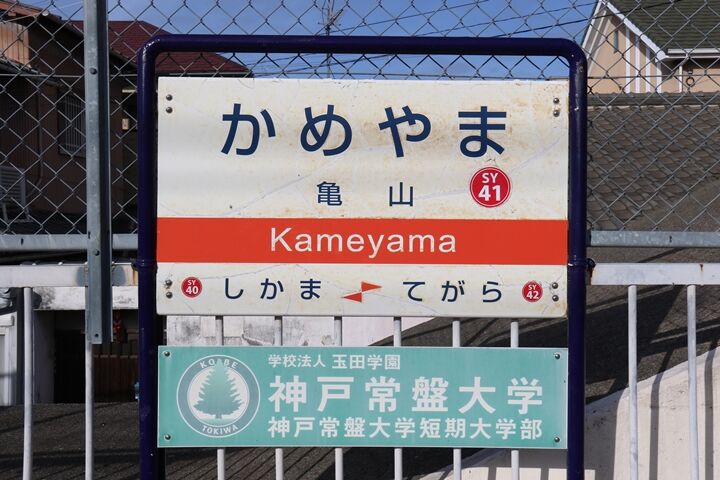 かめやま
亀山
SY
41
Kameyama
SY
40
しかま
てがら
SY
42
KOBE
TOKIWA
学校法人 玉田学園
神戸常盤大学
神戸常盤大学短期大学部